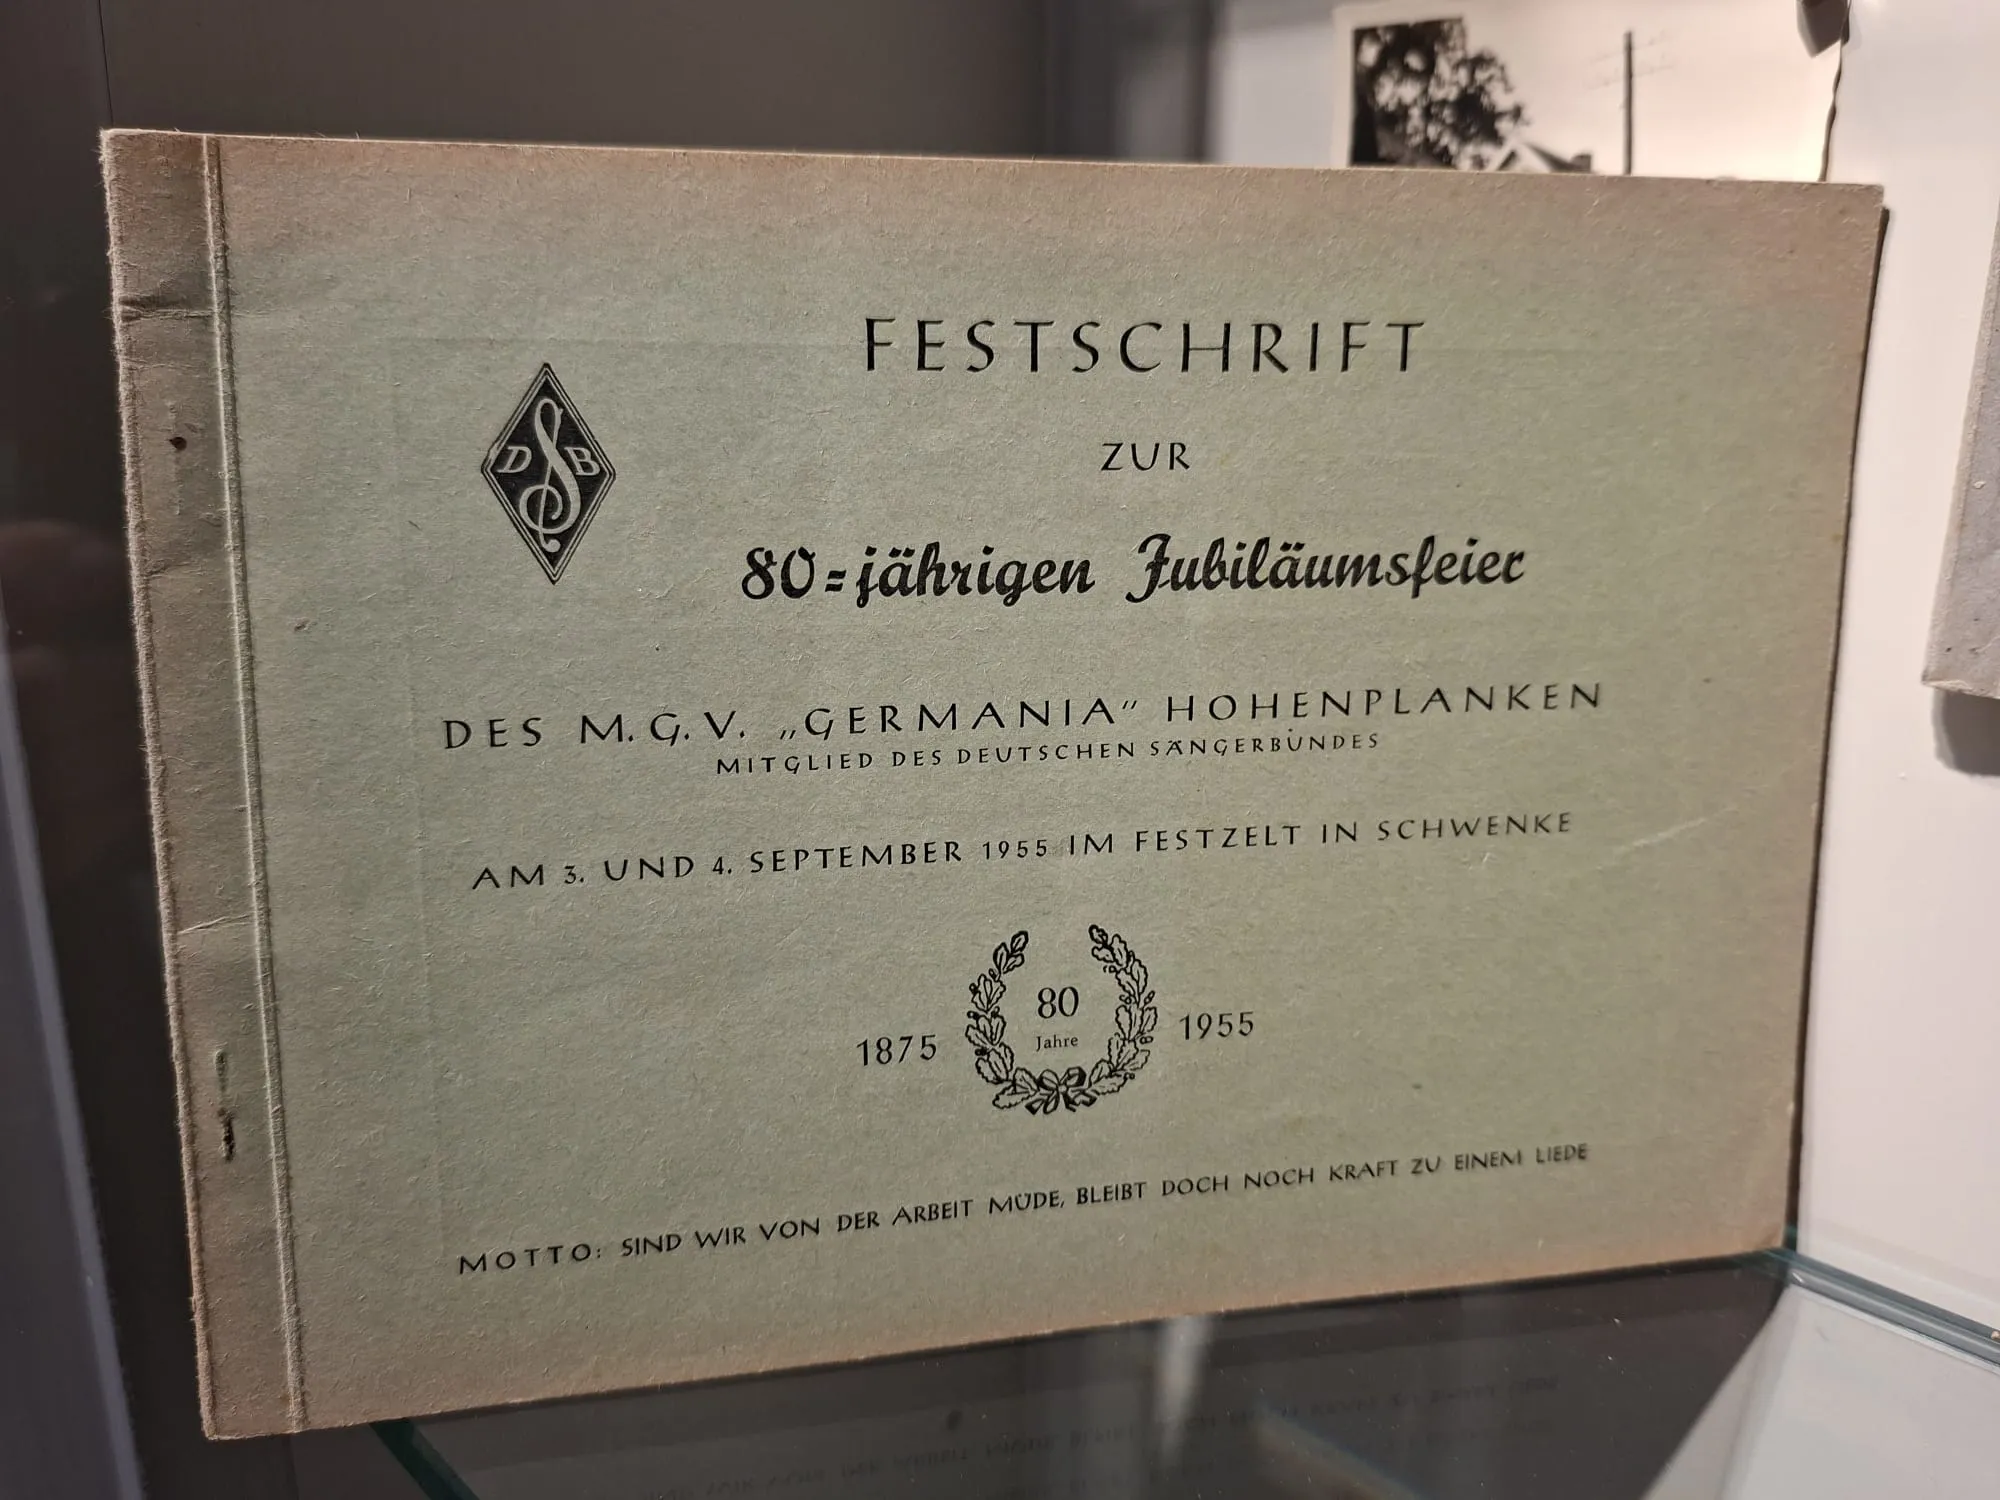 FESTSCHRIFT
DSB
ZUR
80=jährigen Jubiläumsfeier
DES M.G.V. „GERMANIA" HOHENPLANKEN
MITGLIED DES DEUTSCHEN SÄNGERBUNDES
AM 3. UND 4. SEPTEMBER 1955 IM FESTZELT IN SCHWENKE
1875 80 Jahre 1955
MOTTO: SIND WIR VON DER ARBEIT MÜDE, BLEIBT DOCH NOCH KRAFT ZU EINEM LIEDE